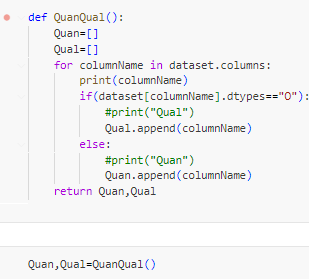 def QuanQual():
    Quan=[]
    Qual=[]
    for columnName in dataset.columns:
        print(columnName)
        if(dataset[columnName].dtypes=="O"):
            #print("Qual")
            Qual.append(columnName)
        else:
            #print("Quan")
            Quan.append(columnName)
    return Quan,Qual
Quan,Qual=QuanQual()